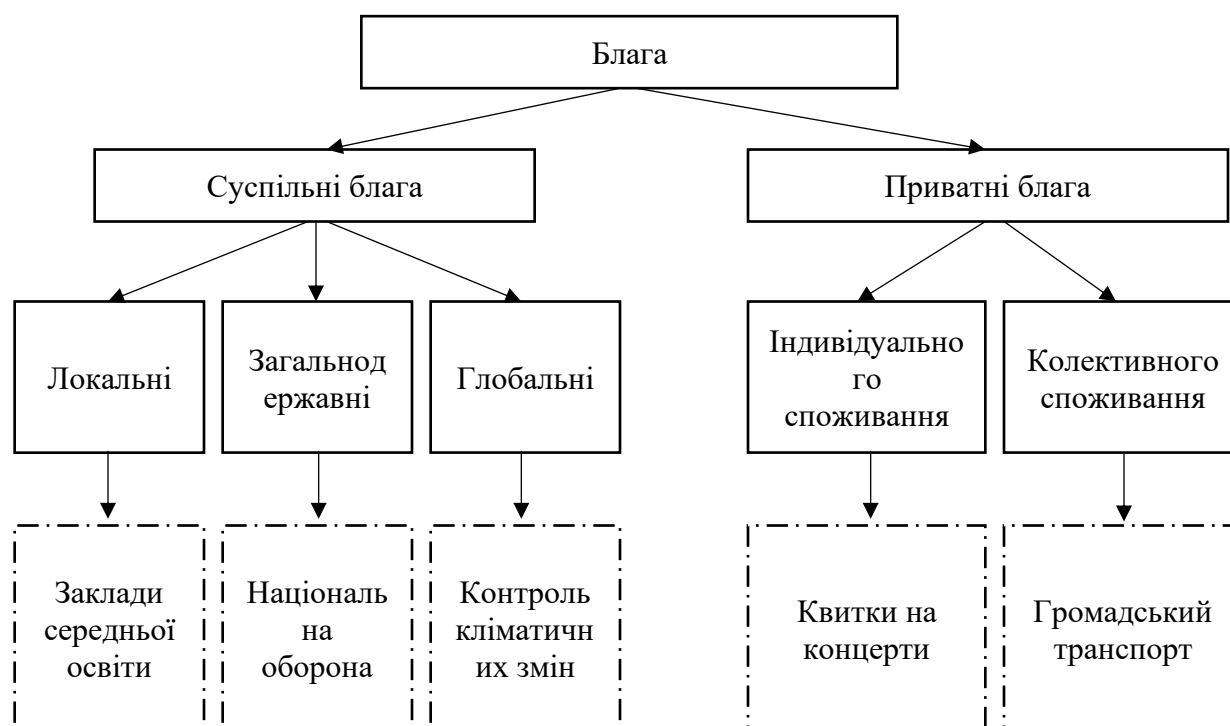 Блага
Суспільні блага
Приватні блага
Локальні
Загальнод
ержавні
Глобальні
Індивідуально
го
споживання
Колективного
споживання
Заклади
середньої
освіти
Національ
на
оборона
Контроль
кліматичн
их змін
Квитки на
концерти
Громадський
транспорт